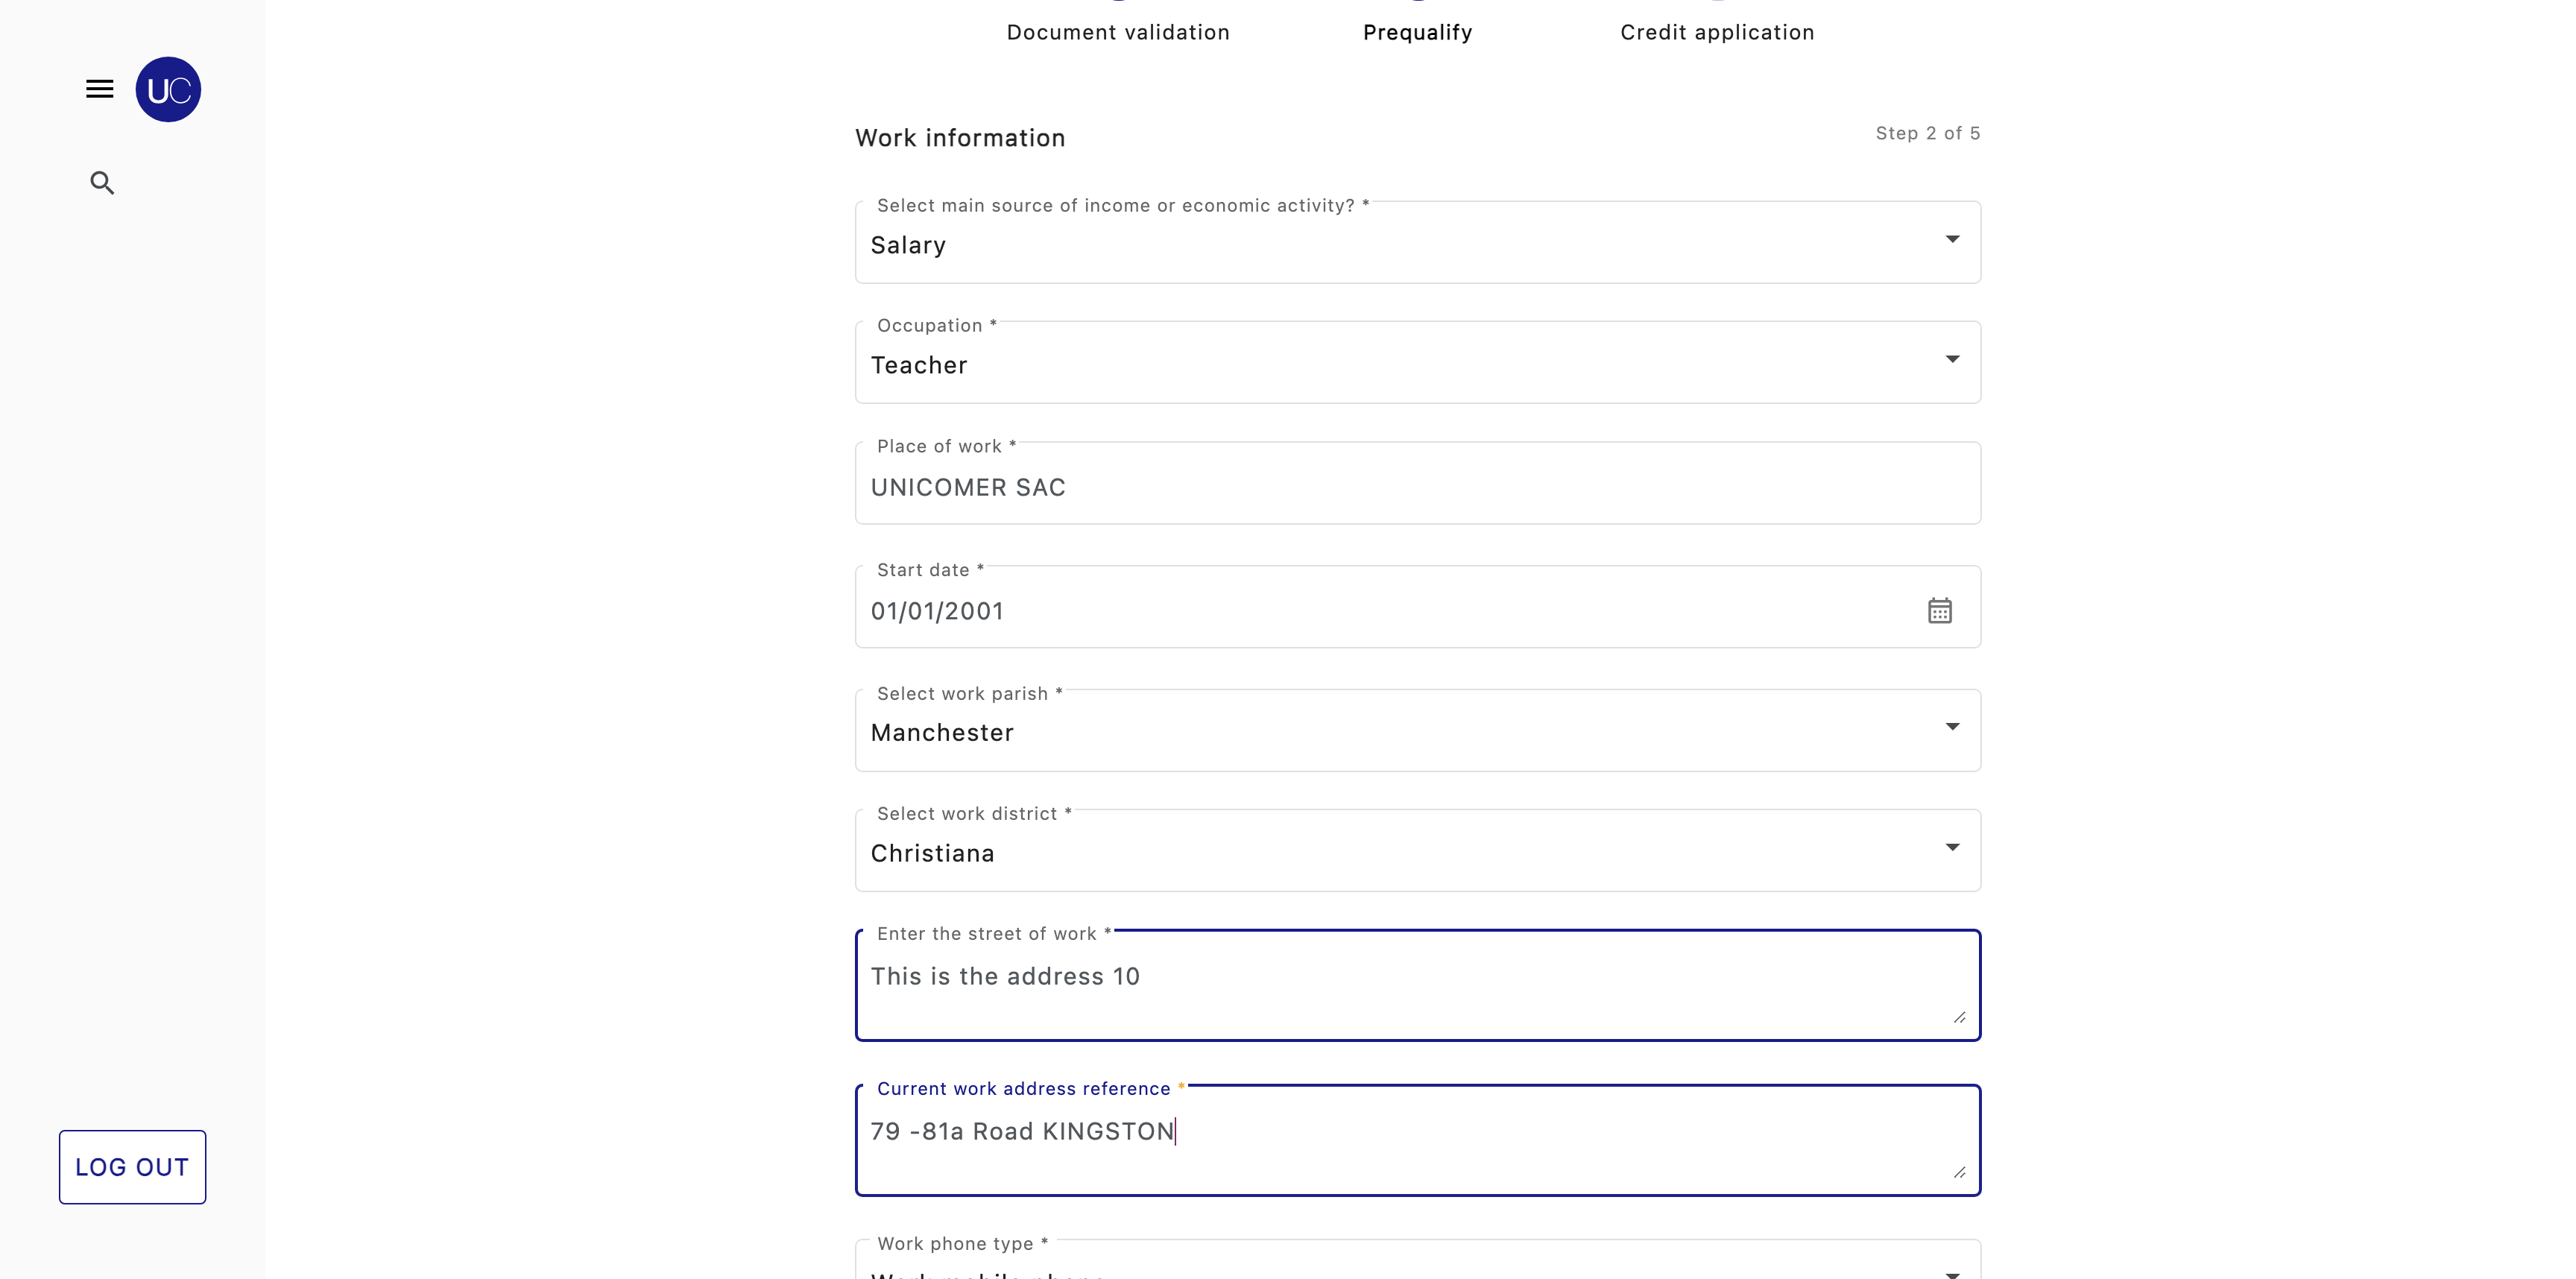 Document validation
Prequalify
Credit application
UC
Work information
Step 2 of 5
Select main source of income or economic activity? *
Salary
Occupation *
Teacher
Place of work *
UNICOMER SAC
Start date *
01/01/2001
Select work parish *
Manchester
Select work district *
Christiana
Enter the street of work *
This is the address 10
Current work address reference *
79 -81a Road KINGSTON
LOG OUT
Work phone type *
Work mobile phone